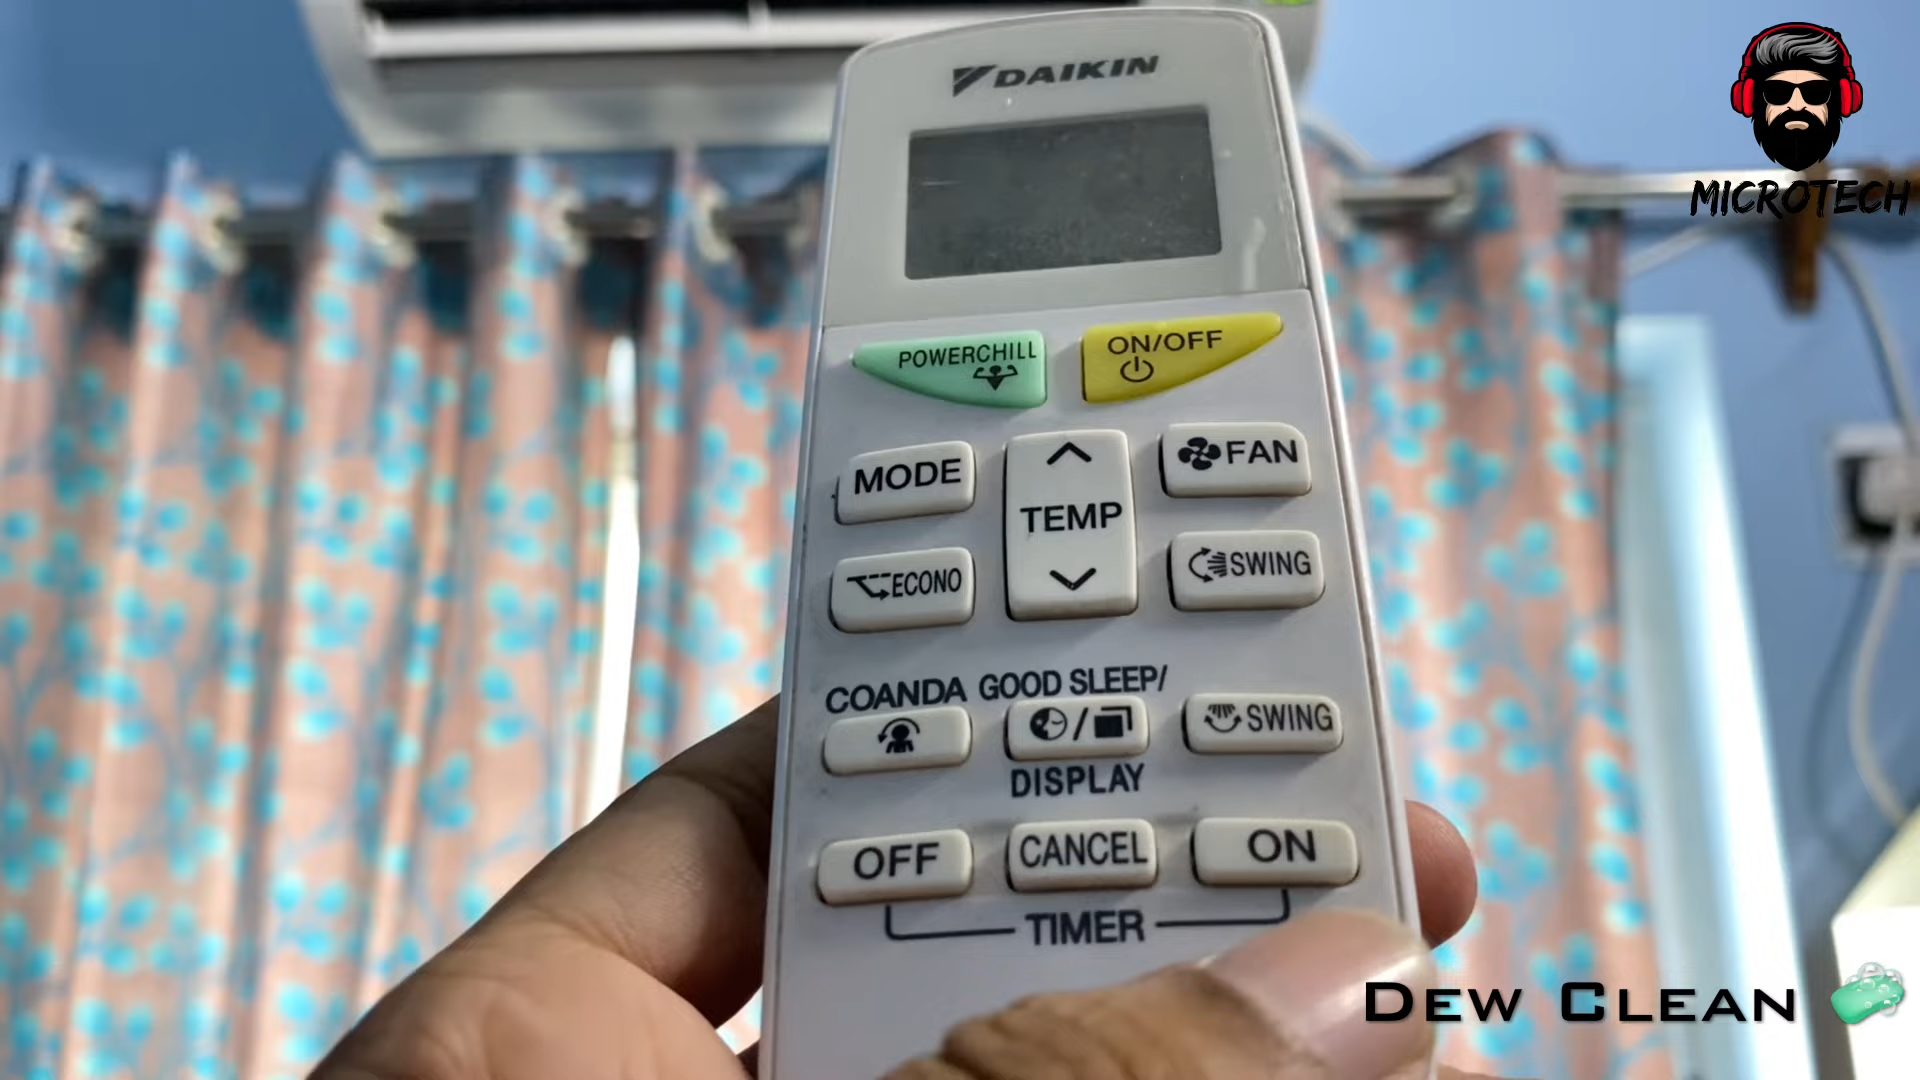 DAIKIN
MICROTECH
POWERCHILL
ON/OFF
MODE
TEMP
FAN
ECONO
SWING
COANDA GOOD SLEEP/
SWING
DISPLAY
OFF
CANCEL
ON
TIMER
DEW CLEAN